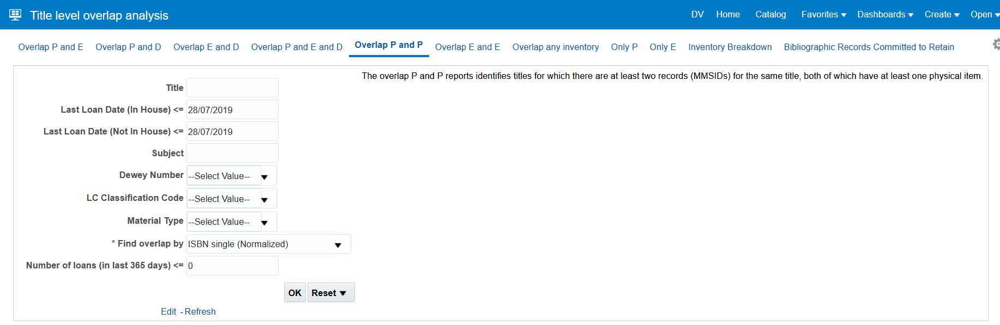 Title level overlap analysis
DV Home Catalog Favorites Dashboards Create Open
Overlap P and E Overlap P and D Overlap E and D Overlap P and E and D Overlap P and P Overlap E and E Overlap any inventory Only P Only E Inventory Breakdown Bibliographic Records Committed to Retain
The overlap P and P reports identifies titles for which there are at least two records (MMSIDs) for the same title, both of which have at least one physical item.
Title
Last Loan Date (In House) <= 28/07/2019
Last Loan Date (Not In House) <= 28/07/2019
Subject
Dewey Number --Select Value--
LC Classification Code --Select Value--
Material Type --Select Value--
* Find overlap by ISBN single (Normalized)
Number of loans (in last 365 days) <= 0
OK Reset
Edit - Refresh